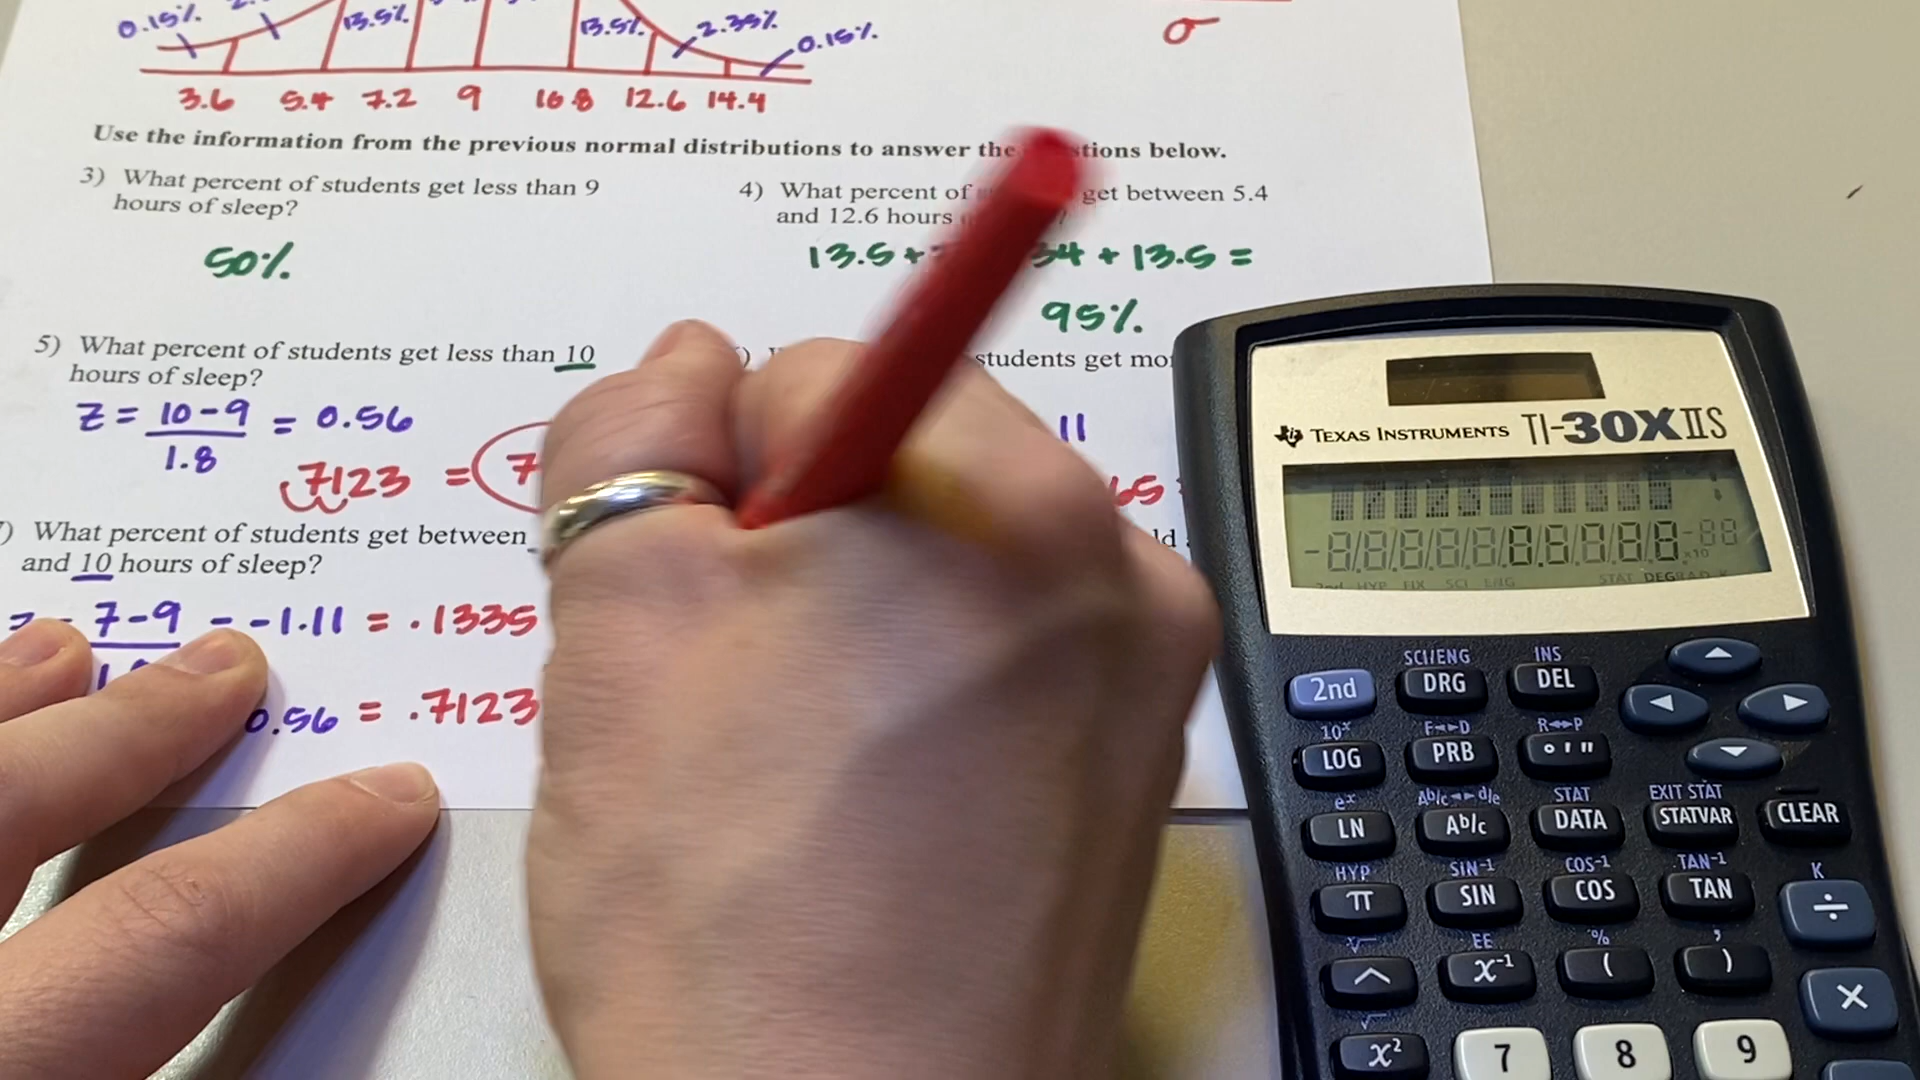 0.15% 13.5% 13.5% 2.35% 0.15%
σ
3.6 5.4 7.2 9 10.8 12.6 14.4
Use the information from the previous normal distributions to answer the questions below.
3) What percent of students get less than 9
hours of sleep?
50%
4) What percent of get between 5.4
and 12.6 hours ?
13.5 + 34 + 13.5 =
95%
5) What percent of students get less than 10
hours of sleep?
Z = 10-9 = 0.56
1.8
.7123 = 7
) students get
11
65
7) What percent of students get between
and 10 hours of sleep?
7-9 = -1.11 = .1335
0.56 = .7123
TEXAS INSTRUMENTS TI-30X IIS
DEG
SCI/ENG INS
2nd DRG DEL
10ˣ F◄►D R◄►P
LOG PRB ° ' "
eˣ Ab/c◄►d/e STAT EXIT STAT
LN Ab/c DATA STATVAR CLEAR
HYP SIN-1 COS-1 TAN-1 K
π SIN COS TAN ÷
EE % ,
^ x-1 ( ) ×
√
x² 7 8 9